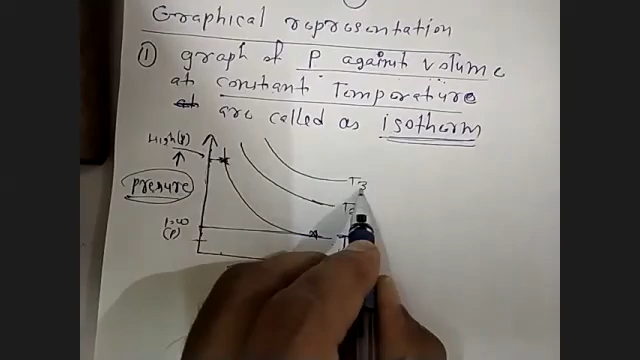 Graphical representation
① graph of P against volume
at constant Temperature
are called as isotherm
High(P)
pressure
T3
T2
low
(P)